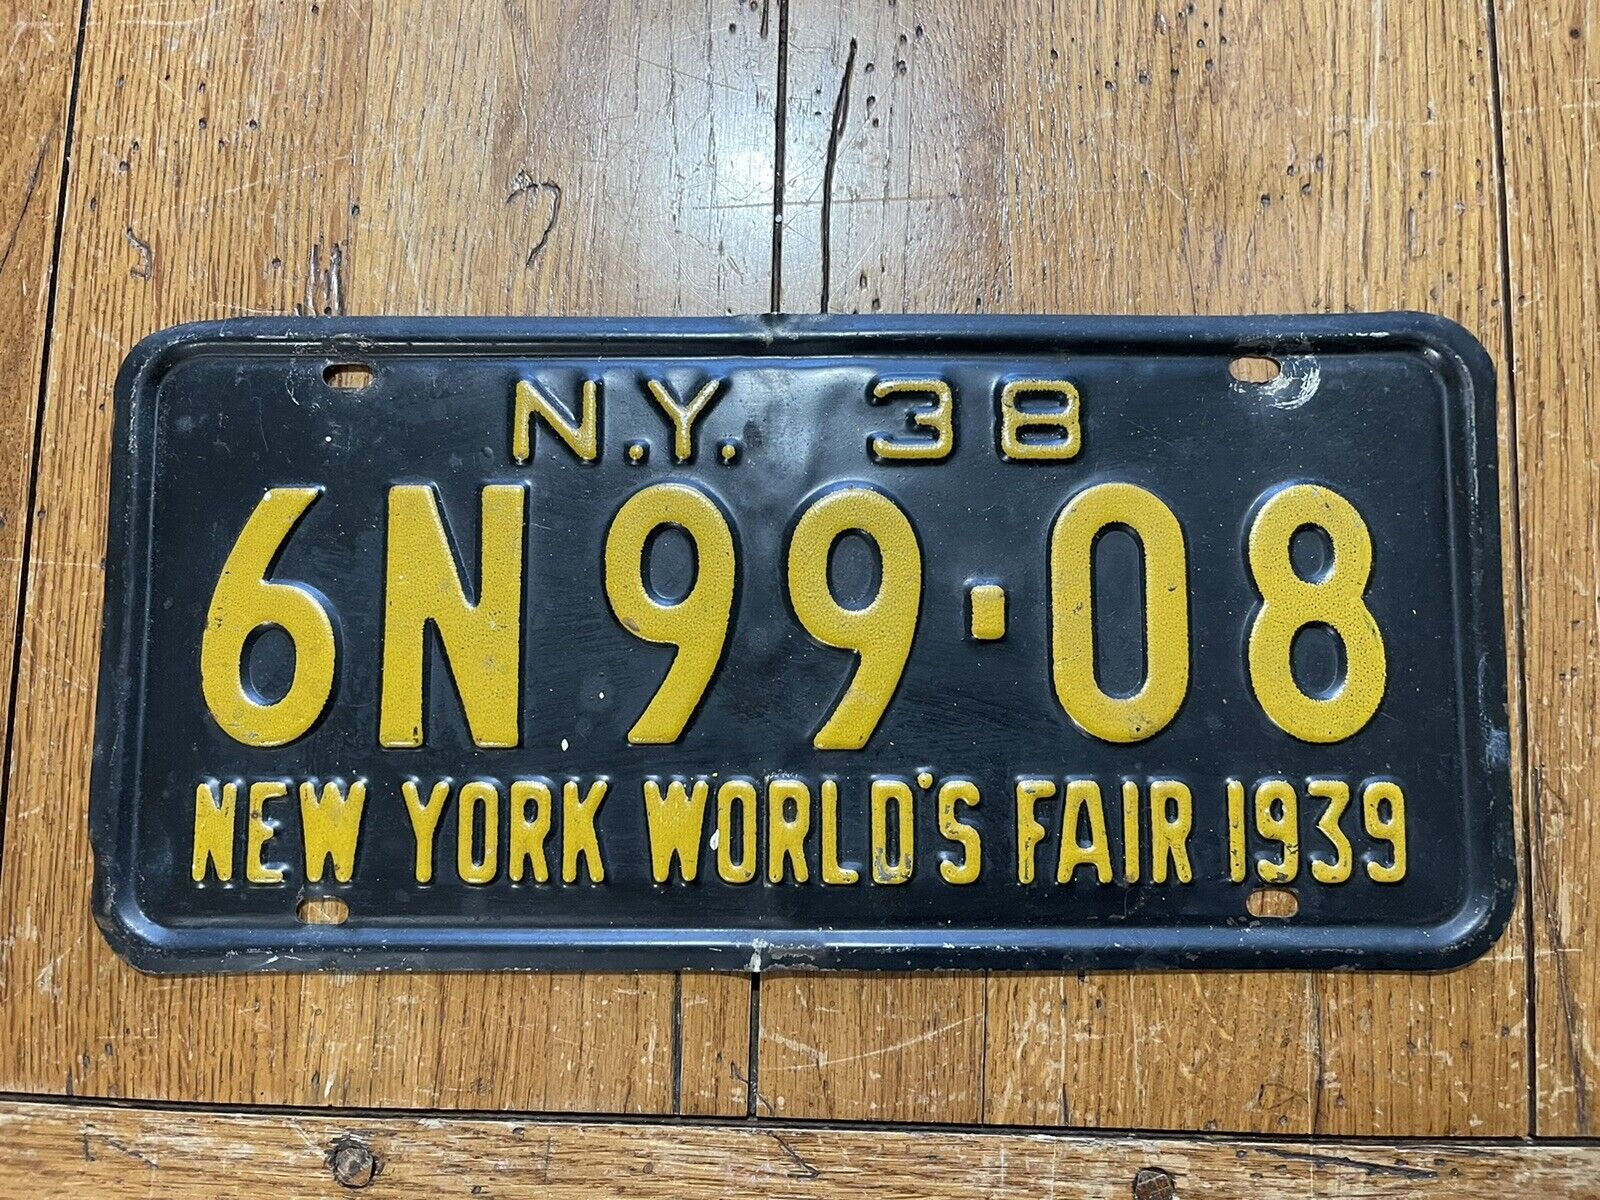 N.Y. 38
6N99-08
NEW YORK WORLD'S FAIR 1939